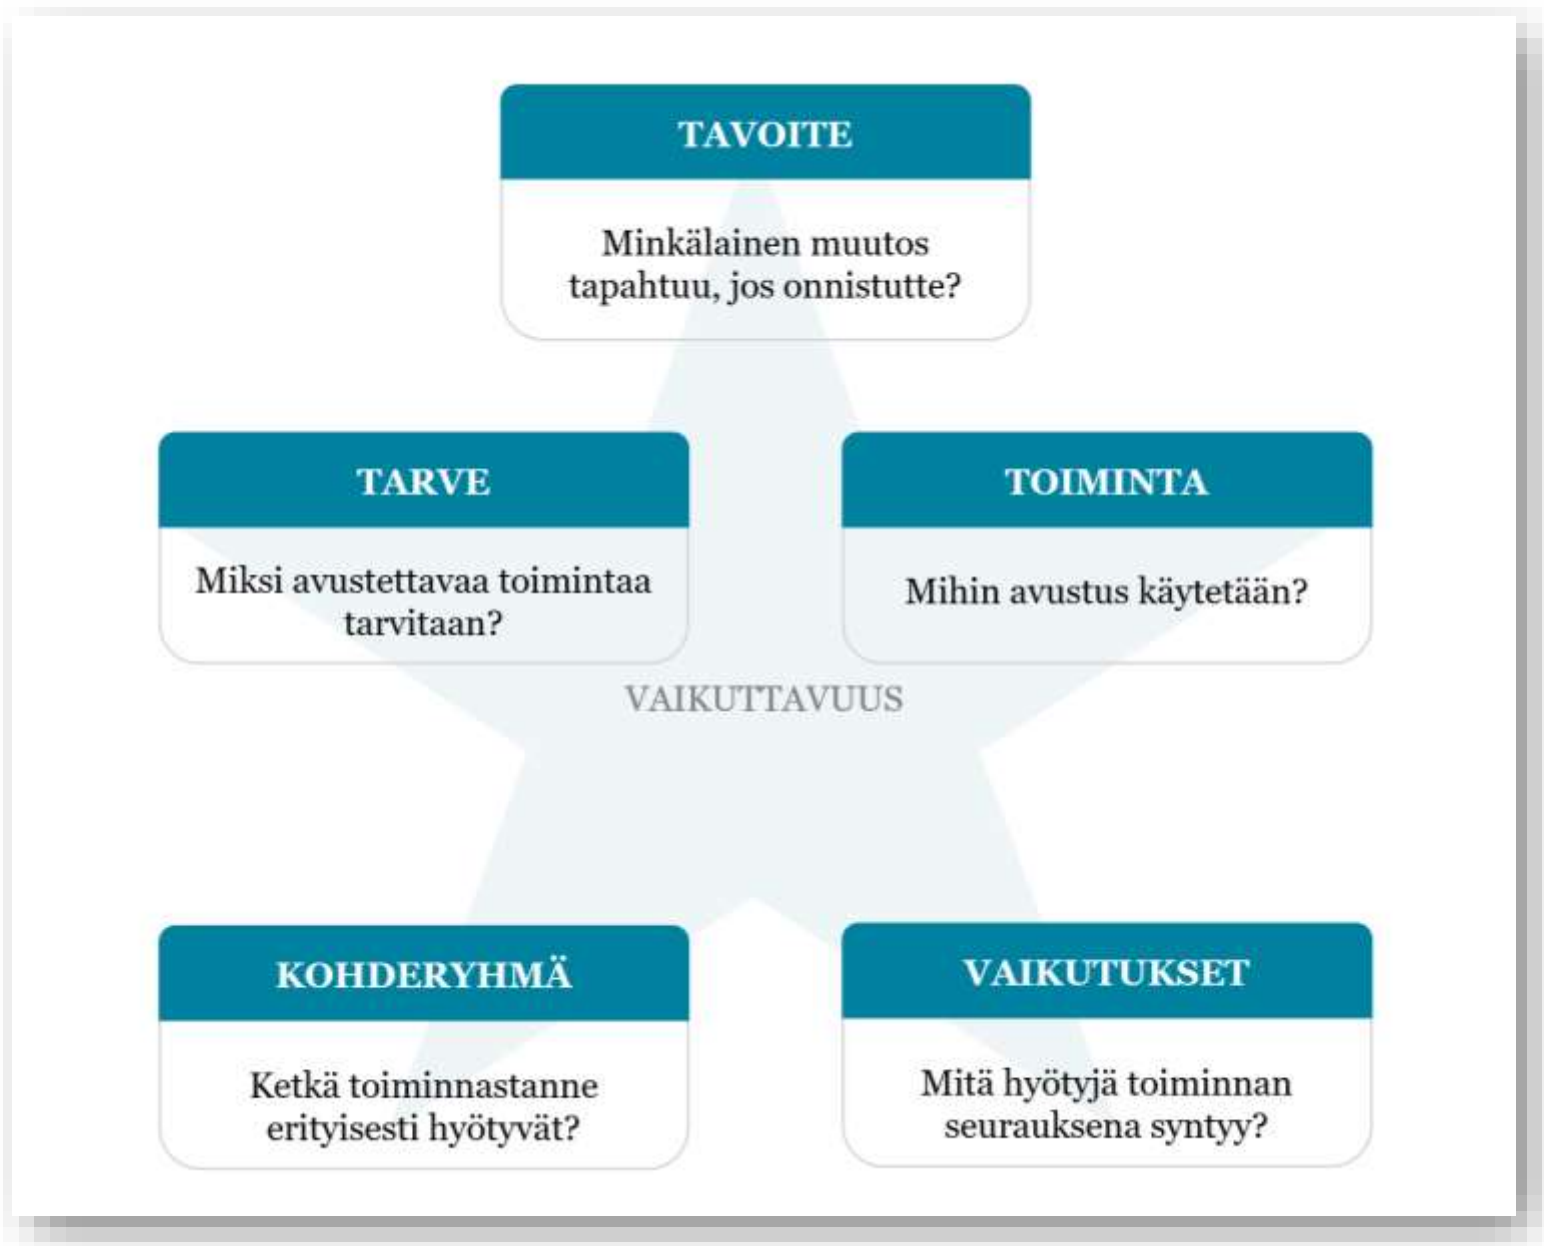 TAVOITE
Minkälainen muutos
tapahtuu, jos onnistutte?
TARVE
Miksi avustettavaa toimintaa
tarvitaan?
TOIMINTA
Mihin avustus käytetään?
VAIKUTTAVUUS
KOHDERYHMÄ
Ketkä toiminnastanne
erityisesti hyötyvät?
VAIKUTUKSET
Mitä hyötyjä toiminnan
seurauksena syntyy?